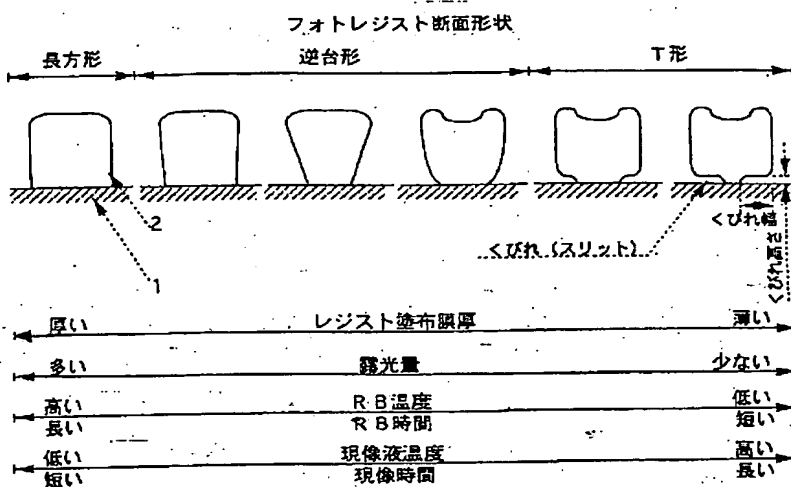 フォトレジスト断面形状
長方形 逆台形 T形
2
1
くびれ(スリット)
くびれ幅
くびれ高さ
厚い レジスト塗布膜厚 薄い
多い 露光量 少ない
高い RB温度 低い
長い RB時間 短い
低い 現像液温度 高い
短い 現像時間 長い